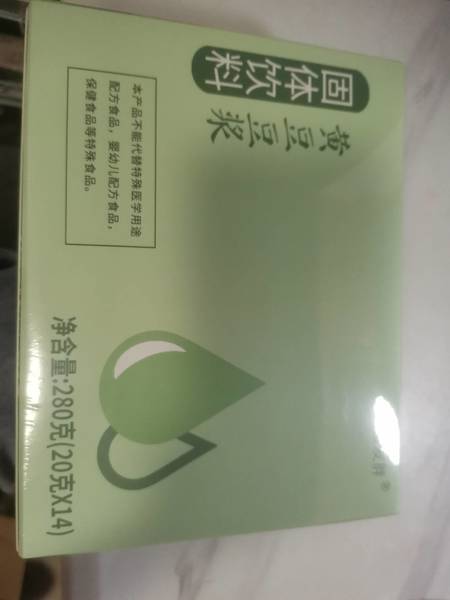 ®
固体饮料
黄豆豆浆
本产品不能代替特殊医学用途
配方食品，婴幼儿配方食品，
保健食品等特殊食品。
净含量:280克(20克X14)